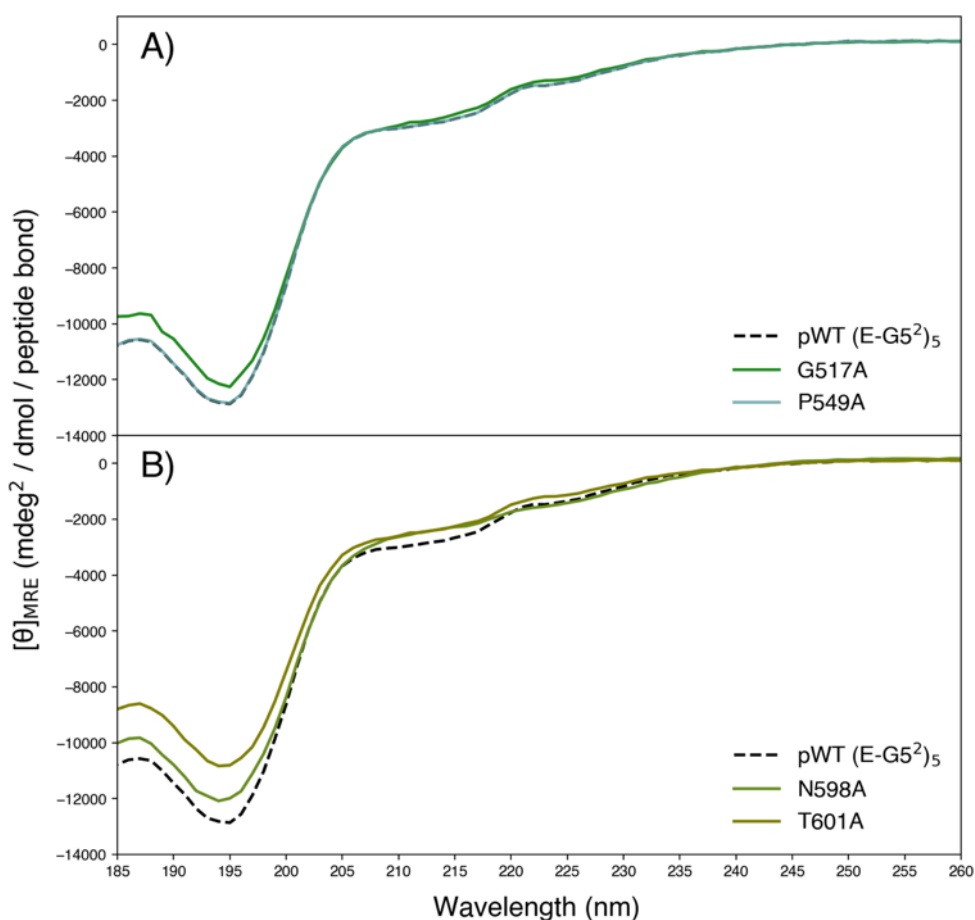 A)
0
−2000
−4000
−6000
−8000
−10000
−12000
−14000
pWT (E-G5²)₅
G517A
P549A
B)
0
−2000
−4000
−6000
−8000
−10000
−12000
−14000
pWT (E-G5²)₅
N598A
T601A
185 190 195 200 205 210 215 220 225 230 235 240 245 250 255 260
Wavelength (nm)
[θ]MRE (mdeg² / dmol / peptide bond)